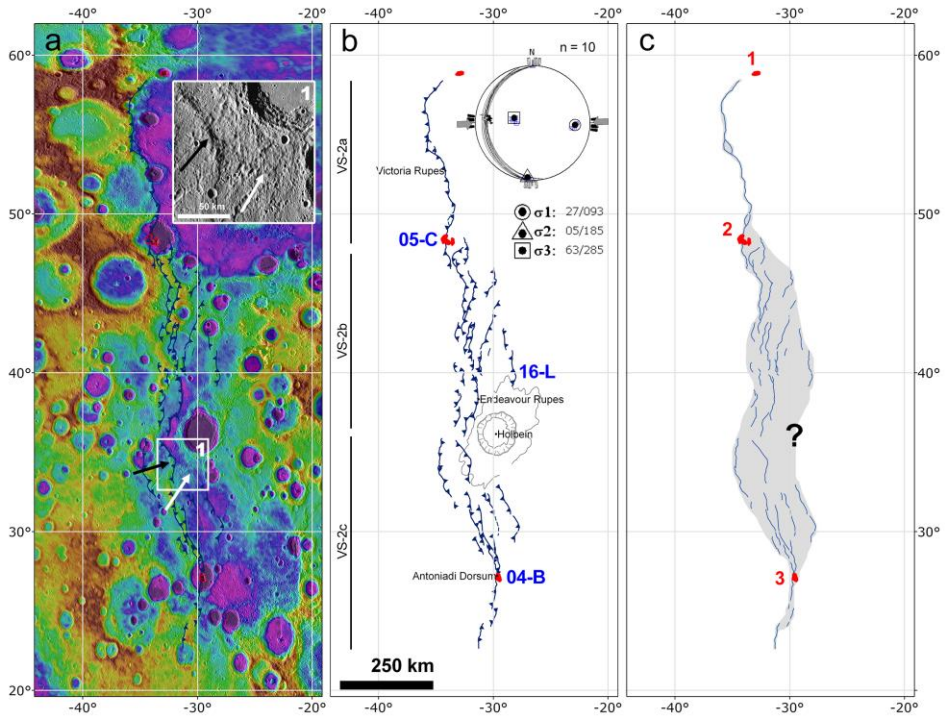 −40° −30° −20° −40° −30° −20° −40° −30° −20°
60°
50°
40°
30°
20°
a
1
50 km
1
b
n = 10
N
VS-2a
Victoria Rupes
σ1: 27/093
σ2: 05/185
σ3: 63/285
05-C
VS-2b
16-L
Endeavour Rupes
Holbein
VS-2c
Antoniadi Dorsum
04-B
250 km
c
1
2
?
3
60°
50°
40°
30°
20°
−40° −30° −20° −40° −30° −20° −40° −30° −20°